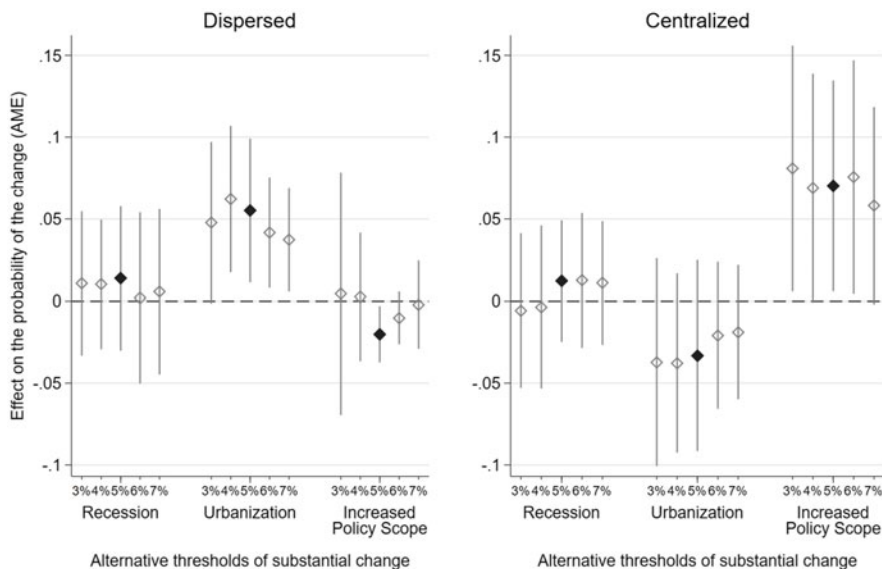 Dispersed
Centralized
Effect on the probability of the change (AME)
.15
.1
.05
0
-.05
-.1
3% 4% 5% 6% 7%
3% 4% 5% 6% 7%
3% 4% 5% 6% 7%
Recession
Urbanization
Increased
Policy Scope
Alternative thresholds of substantial change
.15
.1
.05
0
-.05
-.1
3% 4% 5% 6% 7%
3% 4% 5% 6% 7%
3% 4% 5% 6% 7%
Recession
Urbanization
Increased
Policy Scope
Alternative thresholds of substantial change